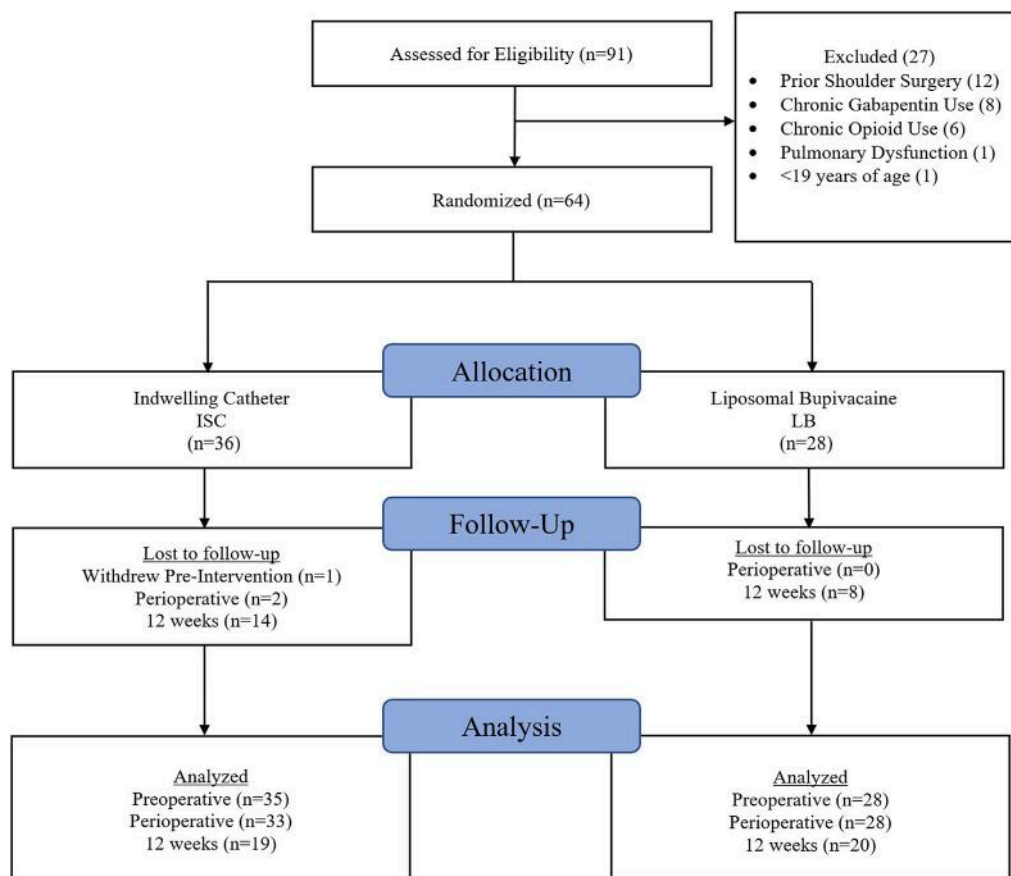 Assessed for Eligibility (n=91)
Excluded (27)
• Prior Shoulder Surgery (12)
• Chronic Gabapentin Use (8)
• Chronic Opioid Use (6)
• Pulmonary Dysfunction (1)
• <19 years of age (1)
Randomized (n=64)
Allocation
Indwelling Catheter
ISC
(n=36)
Liposomal Bupivacaine
LB
(n=28)
Follow-Up
Lost to follow-up
Withdrew Pre-Intervention (n=1)
Perioperative (n=2)
12 weeks (n=14)
Lost to follow-up
Perioperative (n=0)
12 weeks (n=8)
Analysis
Analyzed
Preoperative (n=35)
Perioperative (n=33)
12 weeks (n=19)
Analyzed
Preoperative (n=28)
Perioperative (n=28)
12 weeks (n=20)